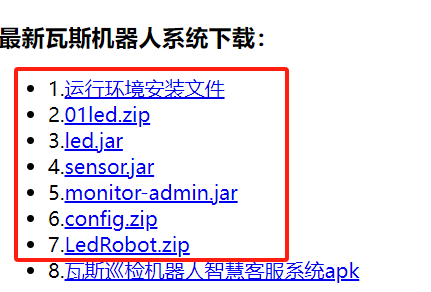 最新瓦斯机器人系统下载：
1.运行环境安装文件
2.01led.zip
3.led.jar
4.sensor.jar
5.monitor-admin.jar
6.config.zip
7.LedRobot.zip
8.瓦斯巡检机器人智慧客服系统apk